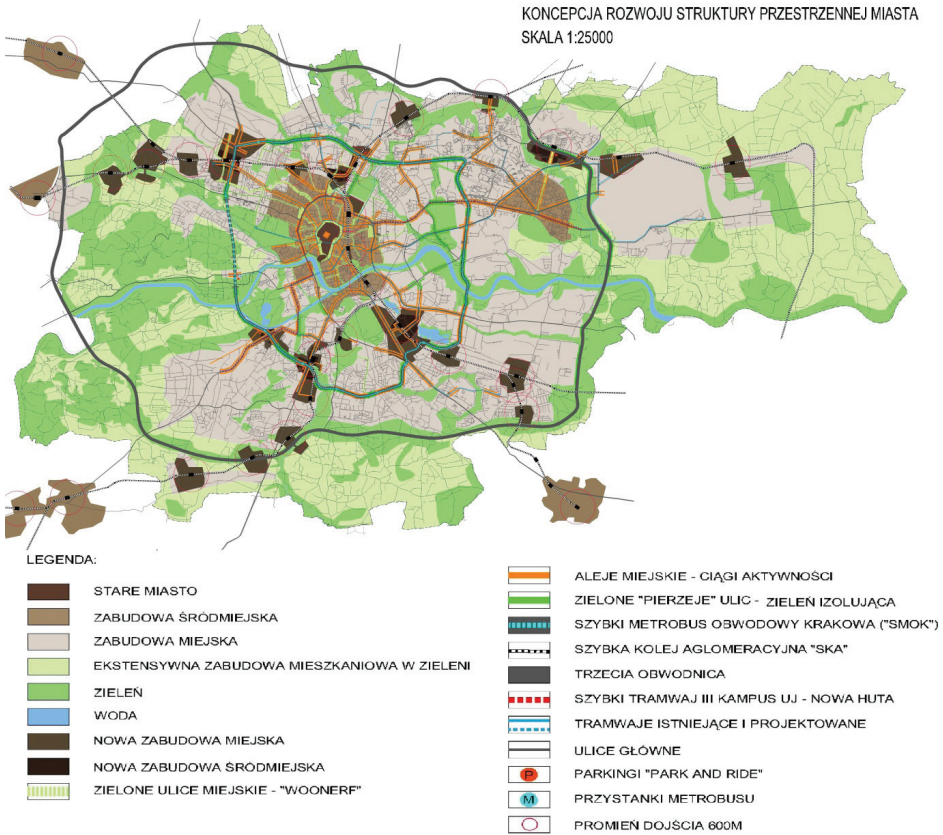 KONCEPCJA ROZWOJU STRUKTURY PRZESTRZENNEJ MIASTA
SKALA 1:25000
LEGENDA:
STARE MIASTO
ZABUDOWA ŚRÓDMIEJSKA
ZABUDOWA MIEJSKA
EKSTENSYWNA ZABUDOWA MIESZKANIOWA W ZIELENI
ZIELEŃ
WODA
NOWA ZABUDOWA MIEJSKA
NOWA ZABUDOWA ŚRÓDMIEJSKA
ZIELONE ULICE MIEJSKIE - "WOONERF"
ALEJE MIEJSKIE - CIĄGI AKTYWNOŚCI
ZIELONE "PIERZEJE" ULIC - ZIELEŃ IZOLUJĄCA
SZYBKI METROBUS OBWODOWY KRAKOWA ("SMOK")
SZYBKA KOLEJ AGLOMERACYJNA "SKA"
TRZECIA OBWODNICA
SZYBKI TRAMWAJ III KAMPUS UJ - NOWA HUTA
TRAMWAJE ISTNIEJĄCE I PROJEKTOWANE
ULICE GŁÓWNE
P PARKINGI "PARK AND RIDE"
M PRZYSTANKI METROBUSU
PROMIEŃ DOJŚCIA 600M